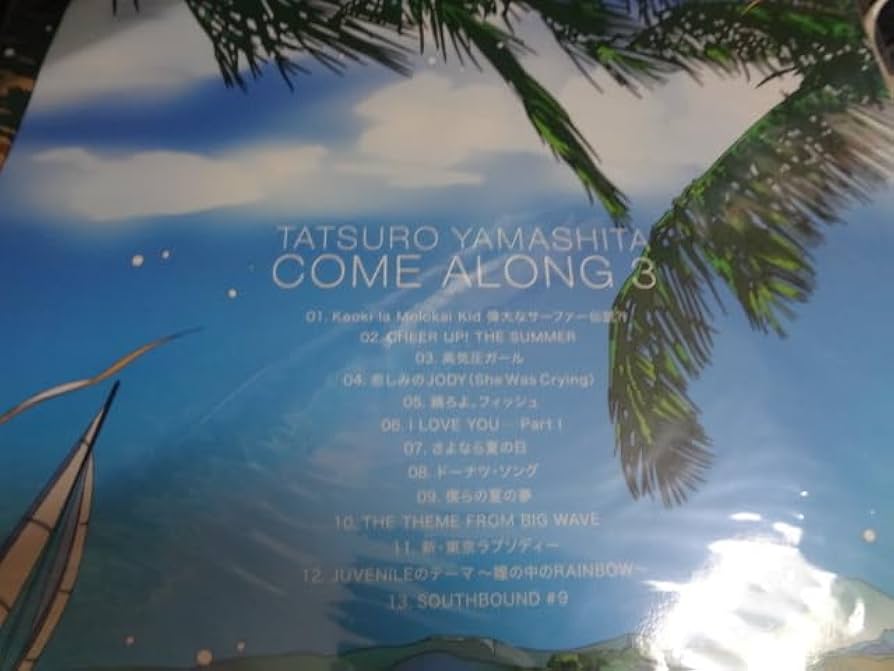 TATSURO YAMASHITA
COME ALONG 3
01. Keoki la Molokai Kid 偉大なサーファー伝説
02. CHEER UP! THE SUMMER
03. 高気圧ガール
04. 悲しみのJODY (She Was Crying)
05. 踊ろよ、フィッシュ
06. I LOVE YOU… Part I
07. さよなら夏の日
08. ドーナツ・ソング
09. 僕らの夏の夢
10. THE THEME FROM BIG WAVE
11. 新・東京ラプソディー
12. JUVENILEのテーマ〜瞳の中のRAINBOW〜
13. SOUTHBOUND #9